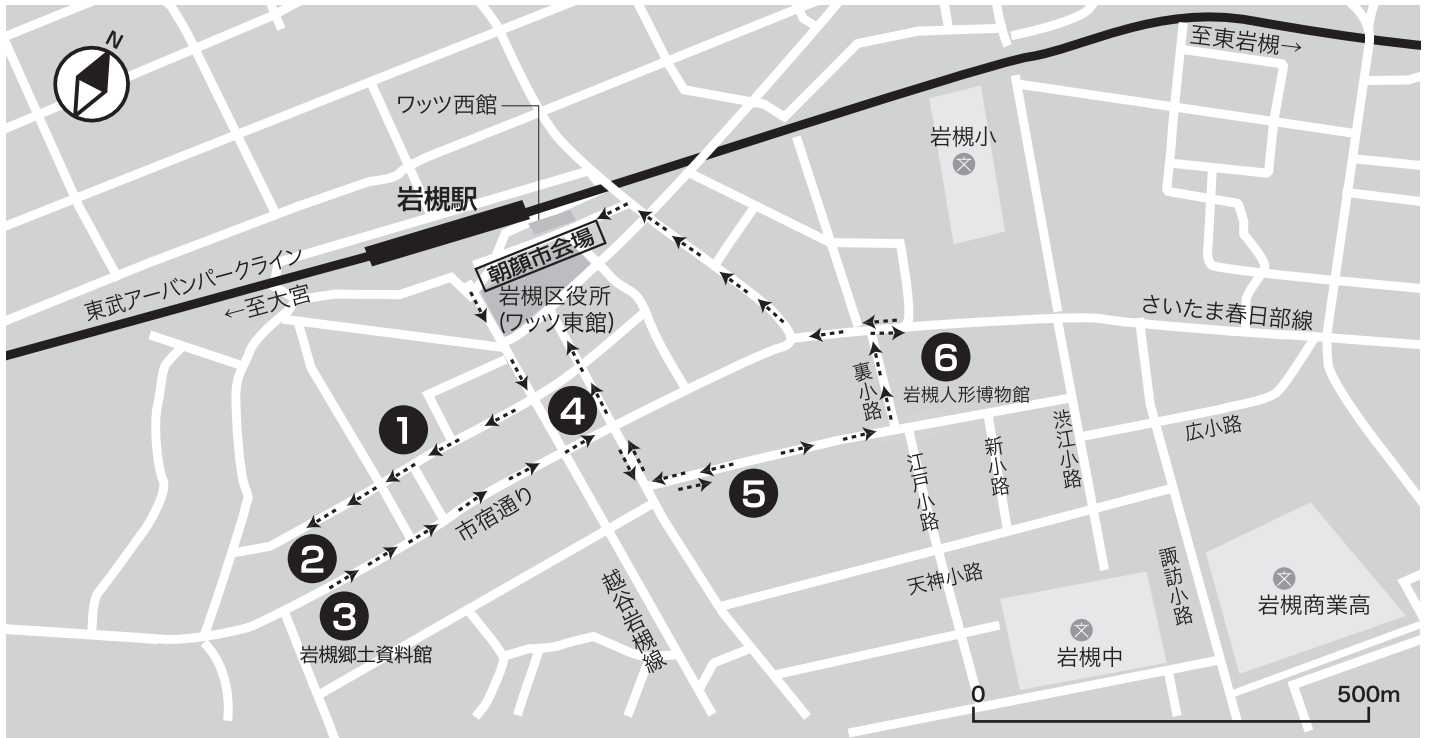 N
至東岩槻→
ワッツ西館
岩槻小
文
岩槻駅
朝顔市会場
東武アーバンパークライン
←至大宮
岩槻区役所
(ワッツ東館)
さいたま春日部線
6
岩槻人形博物館
裏小路
1
4
渋江小路
広小路
新小路
江戸小路
5
市宿通り
2
3
岩槻郷土資料館
越谷岩槻線
天神小路
諏訪小路
文
岩槻商業高
文
岩槻中
0
500m